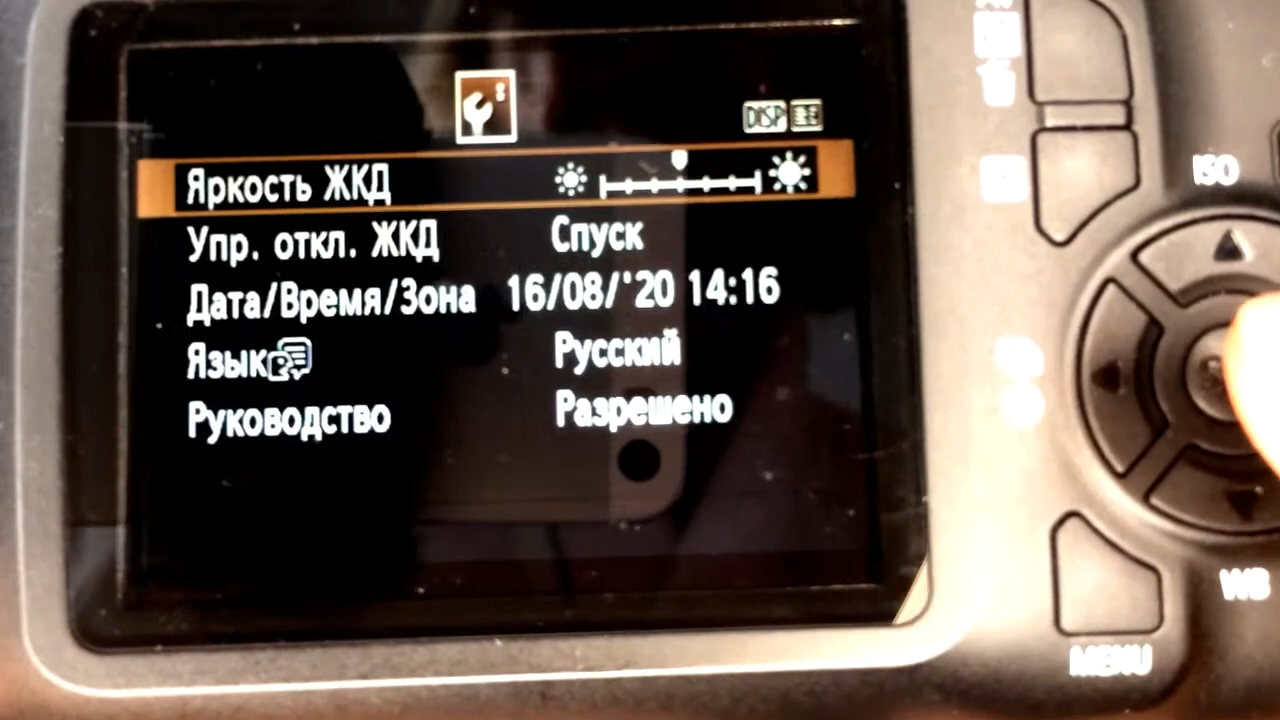 DISP
Яркость ЖКД
Упр. откл. ЖКД Спуск
Дата/Время/Зона 16/08/'20 14:16
Язык Русский
Руководство Разрешено
ISO
WB
MENU